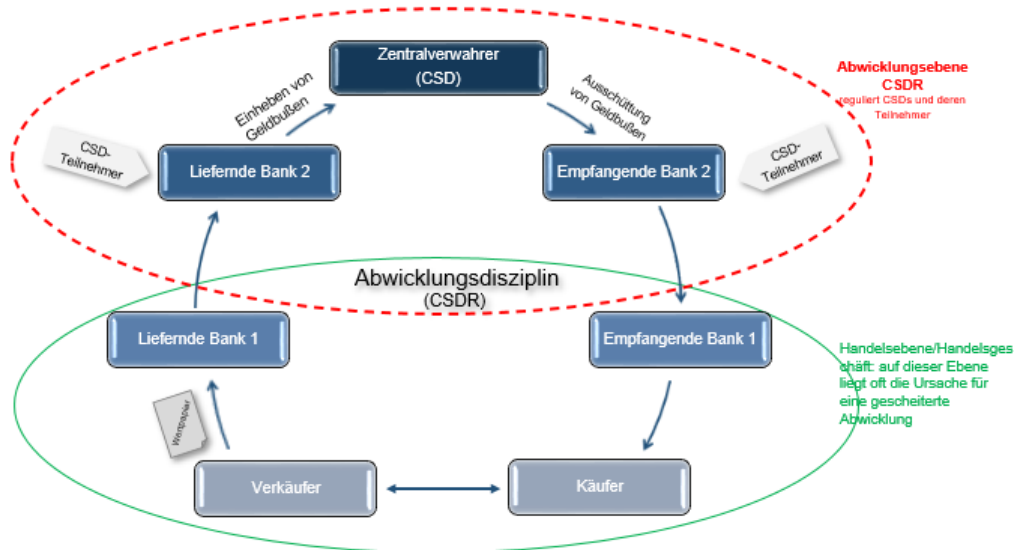 Zentralverwahrer
(CSD)
Abwicklungsebene
CSDR
reguliert CSDs und deren
Teilnehmer
Einheben von
Geldbußen
Ausschüttung
von Geldbußen
CSD-
Teilnehmer
Liefernde Bank 2
Empfangende Bank 2
CSD-
Teilnehmer
Abwicklungsdisziplin
(CSDR)
Liefernde Bank 1
Empfangende Bank 1
Handelsebene/Handelsges
chäft: auf dieser Ebene
liegt oft die Ursache für
eine gescheiterte
Abwicklung
Wertpapier
Verkäufer
Käufer